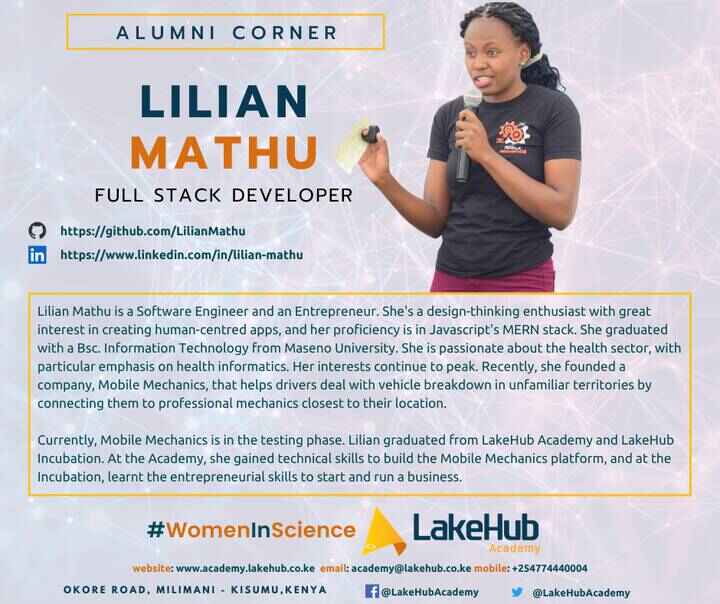 ALUMNI CORNER
LILIAN
MATHU
FULL STACK DEVELOPER
https://github.com/LilianMathu
in https://www.linkedin.com/in/lilian-mathu
Lilian Mathu is a Software Engineer and an Entrepreneur. She's a design-thinking enthusiast with great
interest in creating human-centred apps, and her proficiency is in Javascript's MERN stack. She graduated
with a Bsc. Information Technology from Maseno University. She is passionate about the health sector, with
particular emphasis on health informatics. Her interests continue to peak. Recently, she founded a
company, Mobile Mechanics, that helps drivers deal with vehicle breakdown in unfamiliar territories by
connecting them to professional mechanics closest to their location.
Currently, Mobile Mechanics is in the testing phase. Lilian graduated from LakeHub Academy and LakeHub
Incubation. At the Academy, she gained technical skills to build the Mobile Mechanics platform, and at the
Incubation, learnt the entrepreneurial skills to start and run a business.
#WomenInScience
LakeHub
Academy
website: www.academy.lakehub.co.ke email: academy@lakehub.co.ke mobile: +254774440004
OKORE ROAD, MILIMANI - KISUMU,KENYA f @LakeHubAcademy @LakeHubAcademy